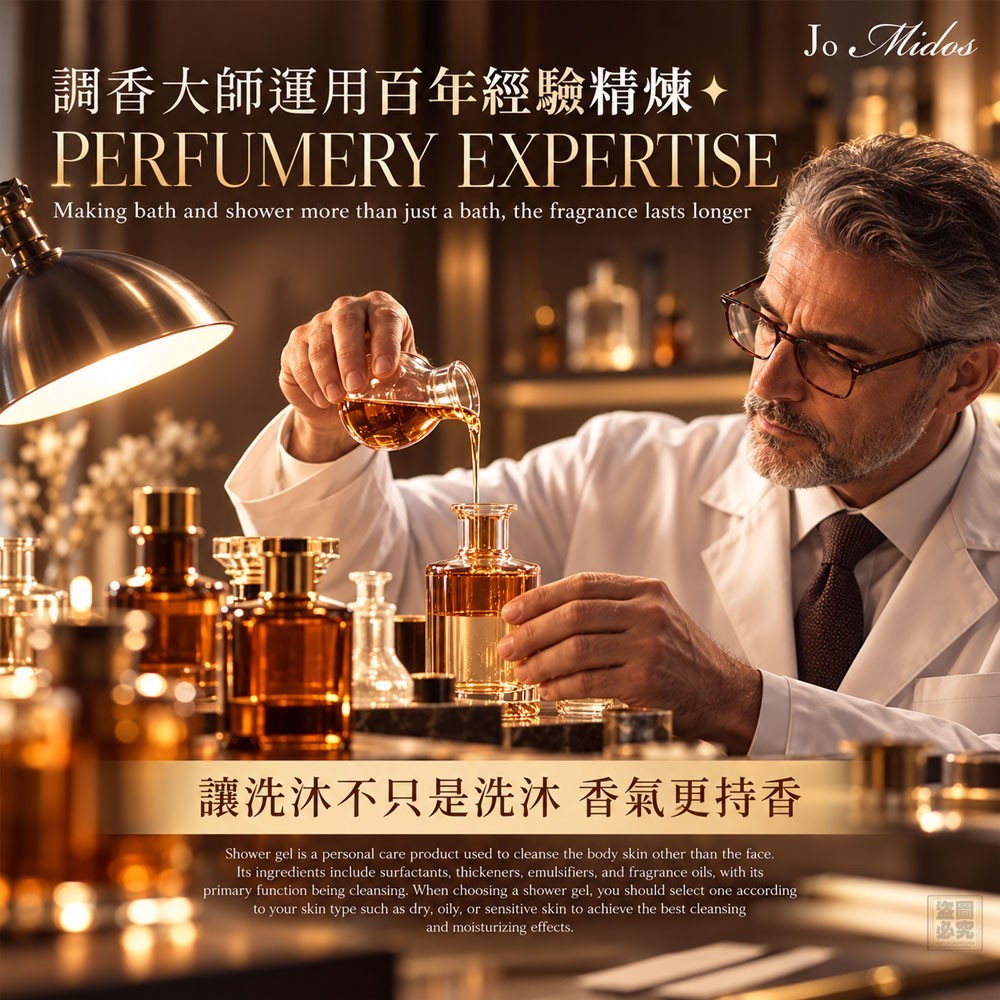 Jo Midos
調香大師運用百年經驗精煉
PERFUMERY EXPERTISE
Making bath and shower more than just a bath, the fragrance lasts longer
讓洗沐不只是洗沐 香氣更持香
Shower gel is a personal care product used to cleanse the body skin other than the face.
Its ingredients include surfactants, thickeners, emulsifiers, and fragrance oils, with its
primary function being cleansing. When choosing a shower gel, you should select one according
to your skin type such as dry, oily, or sensitive skin to achieve the best cleansing
and moisturizing effects.
盜圖
必究